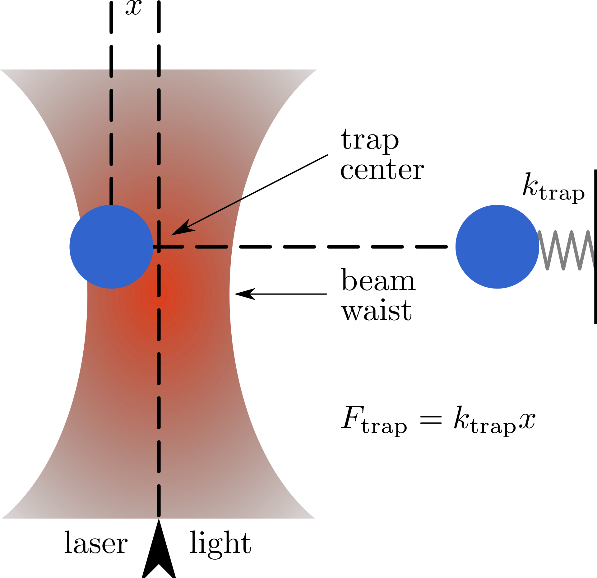 x
trap
center
k_trap
beam
waist
F_trap = k_trap x
laser light